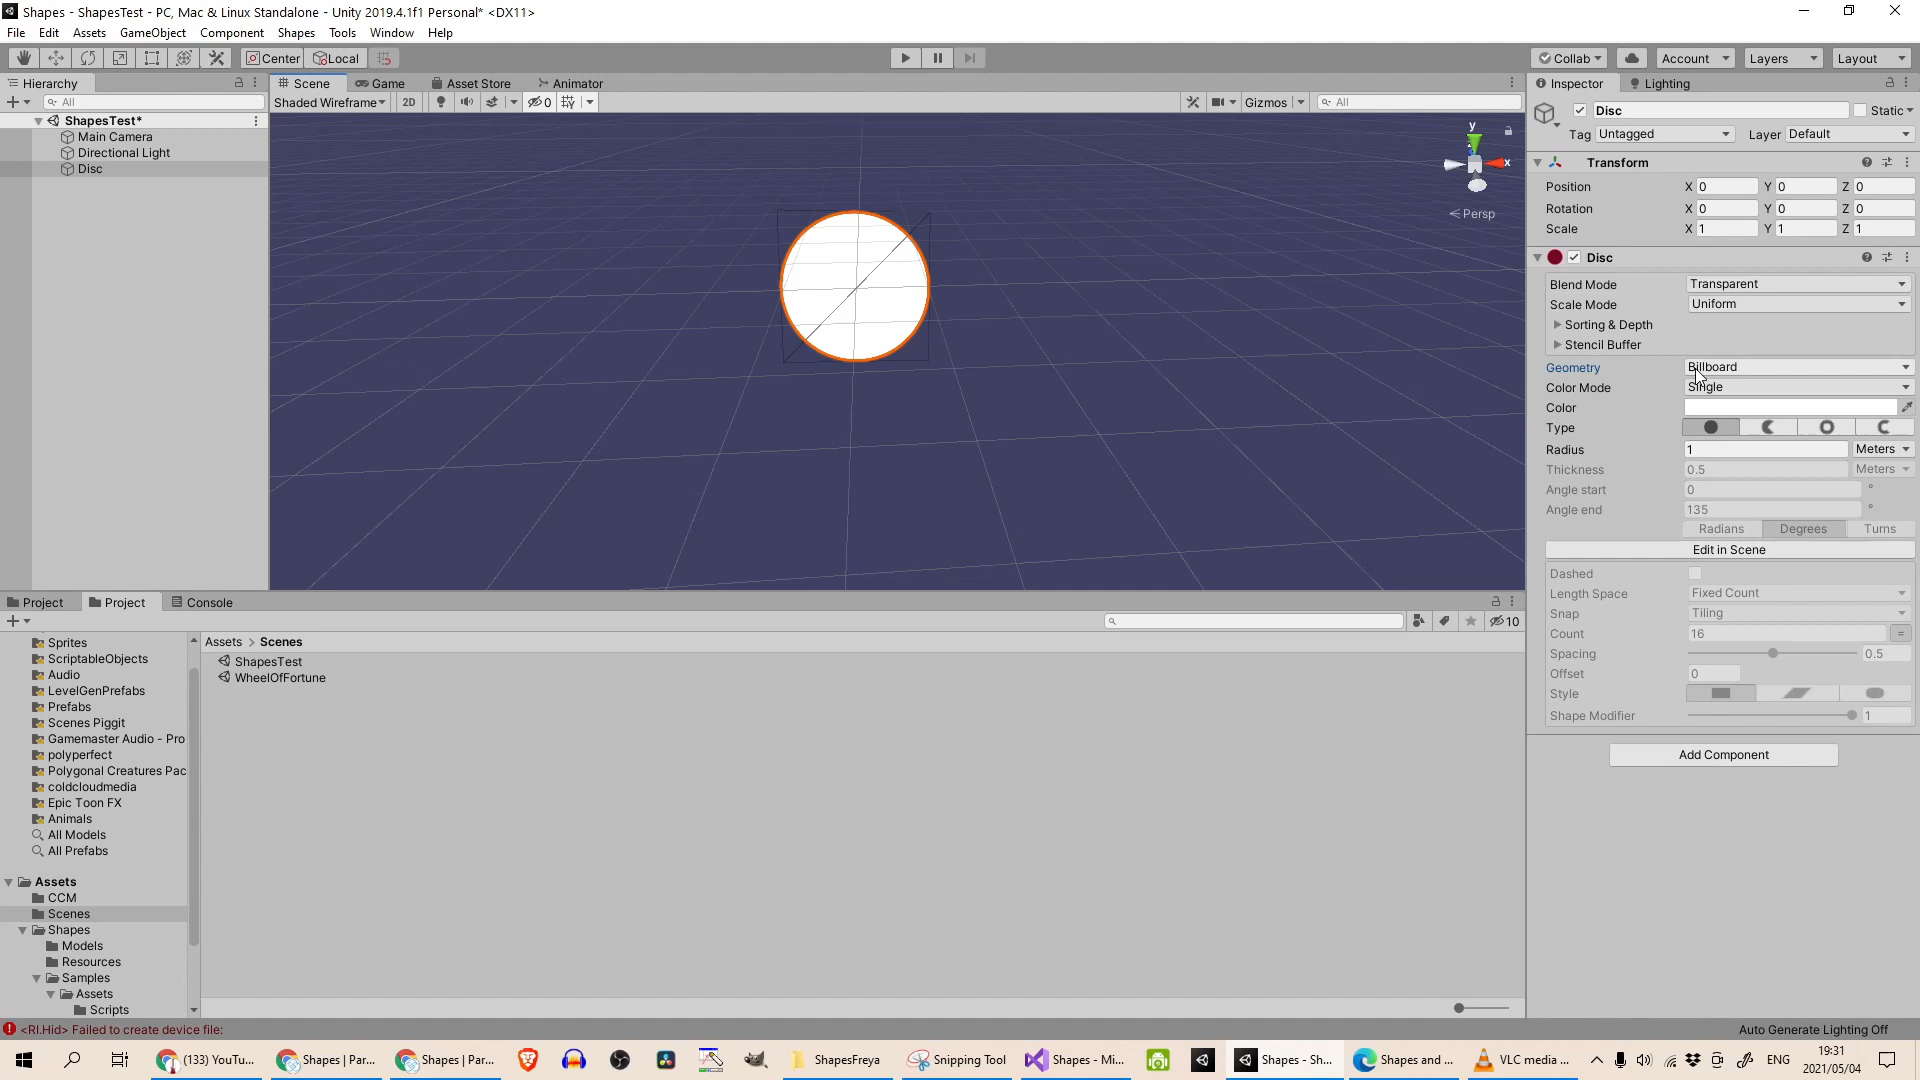 Shapes - ShapesTest - PC, Mac & Linux Standalone - Unity 2019.4.1f1 Personal* <DX11>
File Edit Assets GameObject Component Shapes Tools Window Help
Center Local Collab Account Layers Layout
Hierarchy
All
ShapesTest*
Main Camera
Directional Light
Disc
Scene Game Asset Store Animator
Shaded Wireframe 2D 0 Gizmos All
y
x
Persp
Inspector Lighting
Disc Static
Tag Untagged Layer Default
Transform
Position X 0 Y 0 Z 0
Rotation X 0 Y 0 Z 0
Scale X 1 Y 1 Z 1
Disc
Blend Mode Transparent
Scale Mode Uniform
Sorting & Depth
Stencil Buffer
Geometry Billboard
Color Mode Single
Color
Type
Radius 1 Meters
Thickness 0.5 Meters
Angle start 0 °
Angle end 135 °
Radians Degrees Turns
Edit in Scene
Dashed
Length Space Fixed Count
Snap Tiling
Count 16 =
Spacing 0.5
Offset 0
Style
Shape Modifier 1
Add Component
Project Project Console
10
Sprites
ScriptableObjects
Audio
LevelGenPrefabs
Prefabs
Scenes Piggit
Gamemaster Audio - Pro
polyperfect
Polygonal Creatures Pac
coldcloudmedia
Epic Toon FX
Animals
All Models
All Prefabs
Assets
CCM
Scenes
Shapes
Models
Resources
Samples
Assets
Scripts
Assets > Scenes
ShapesTest
WheelOfFortune
<RI.Hid> Failed to create device file:
Auto Generate Lighting Off
(133) YouTu... Shapes | Par... Shapes | Par... ShapesFreya Snipping Tool Shapes - Mi... Shapes - Sh... Shapes and ... VLC media ... ENG
19:31
2021/05/04